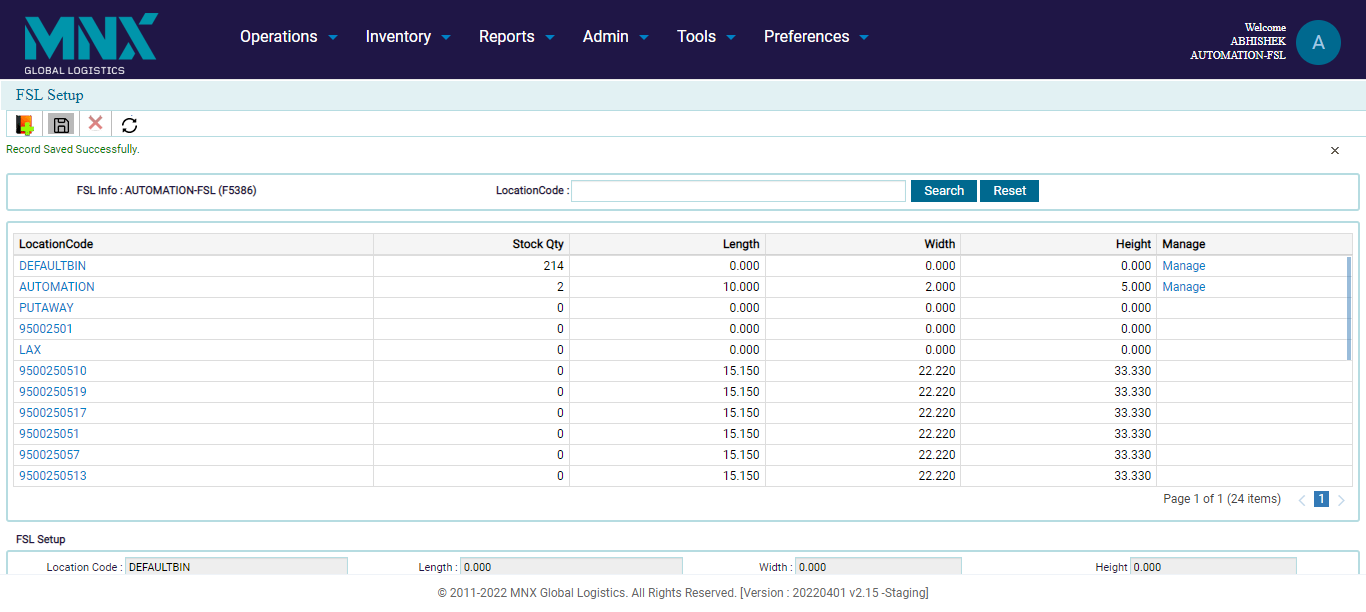 MNX
GLOBAL LOGISTICS
Operations Inventory Reports Admin Tools Preferences
Welcome
ABHISHEK
AUTOMATION-FSL
A
FSL Setup
Record Saved Successfully.
FSL Info : AUTOMATION-FSL (F5386) LocationCode : Search Reset
LocationCode Stock Qty Length Width Height Manage
DEFAULTBIN 214 0.000 0.000 0.000 Manage
AUTOMATION 2 10.000 2.000 5.000 Manage
PUTAWAY 0 0.000 0.000 0.000
95002501 0 0.000 0.000 0.000
LAX 0 0.000 0.000 0.000
9500250510 0 15.150 22.220 33.330
9500250519 0 15.150 22.220 33.330
9500250517 0 15.150 22.220 33.330
950025051 0 15.150 22.220 33.330
950025057 0 15.150 22.220 33.330
9500250513 0 15.150 22.220 33.330
Page 1 of 1 (24 items) 1
FSL Setup
Location Code : DEFAULTBIN Length : 0.000 Width : 0.000 Height 0.000
© 2011-2022 MNX Global Logistics. All Rights Reserved. [Version : 20220401 v2.15 -Staging]